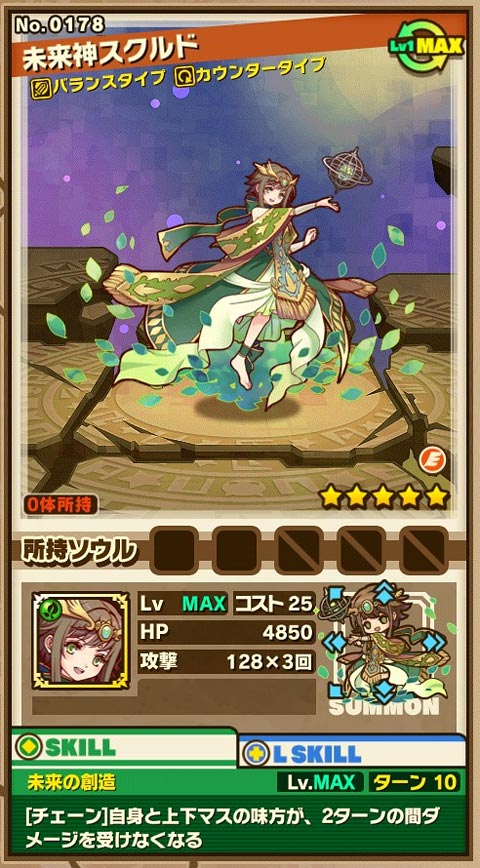 No.0178
未来神スクルド
Lv1 MAX
バランスタイプ カウンタータイプ
E
0体所持
所持ソウル
Lv MAX コスト 25
HP 4850
攻撃 128×3回
SUMMON
SKILL
L SKILL
未来の創造 Lv.MAX ターン 10
[チェーン]自身と上下マスの味方が、2ターンの間ダ
メージを受けなくなる